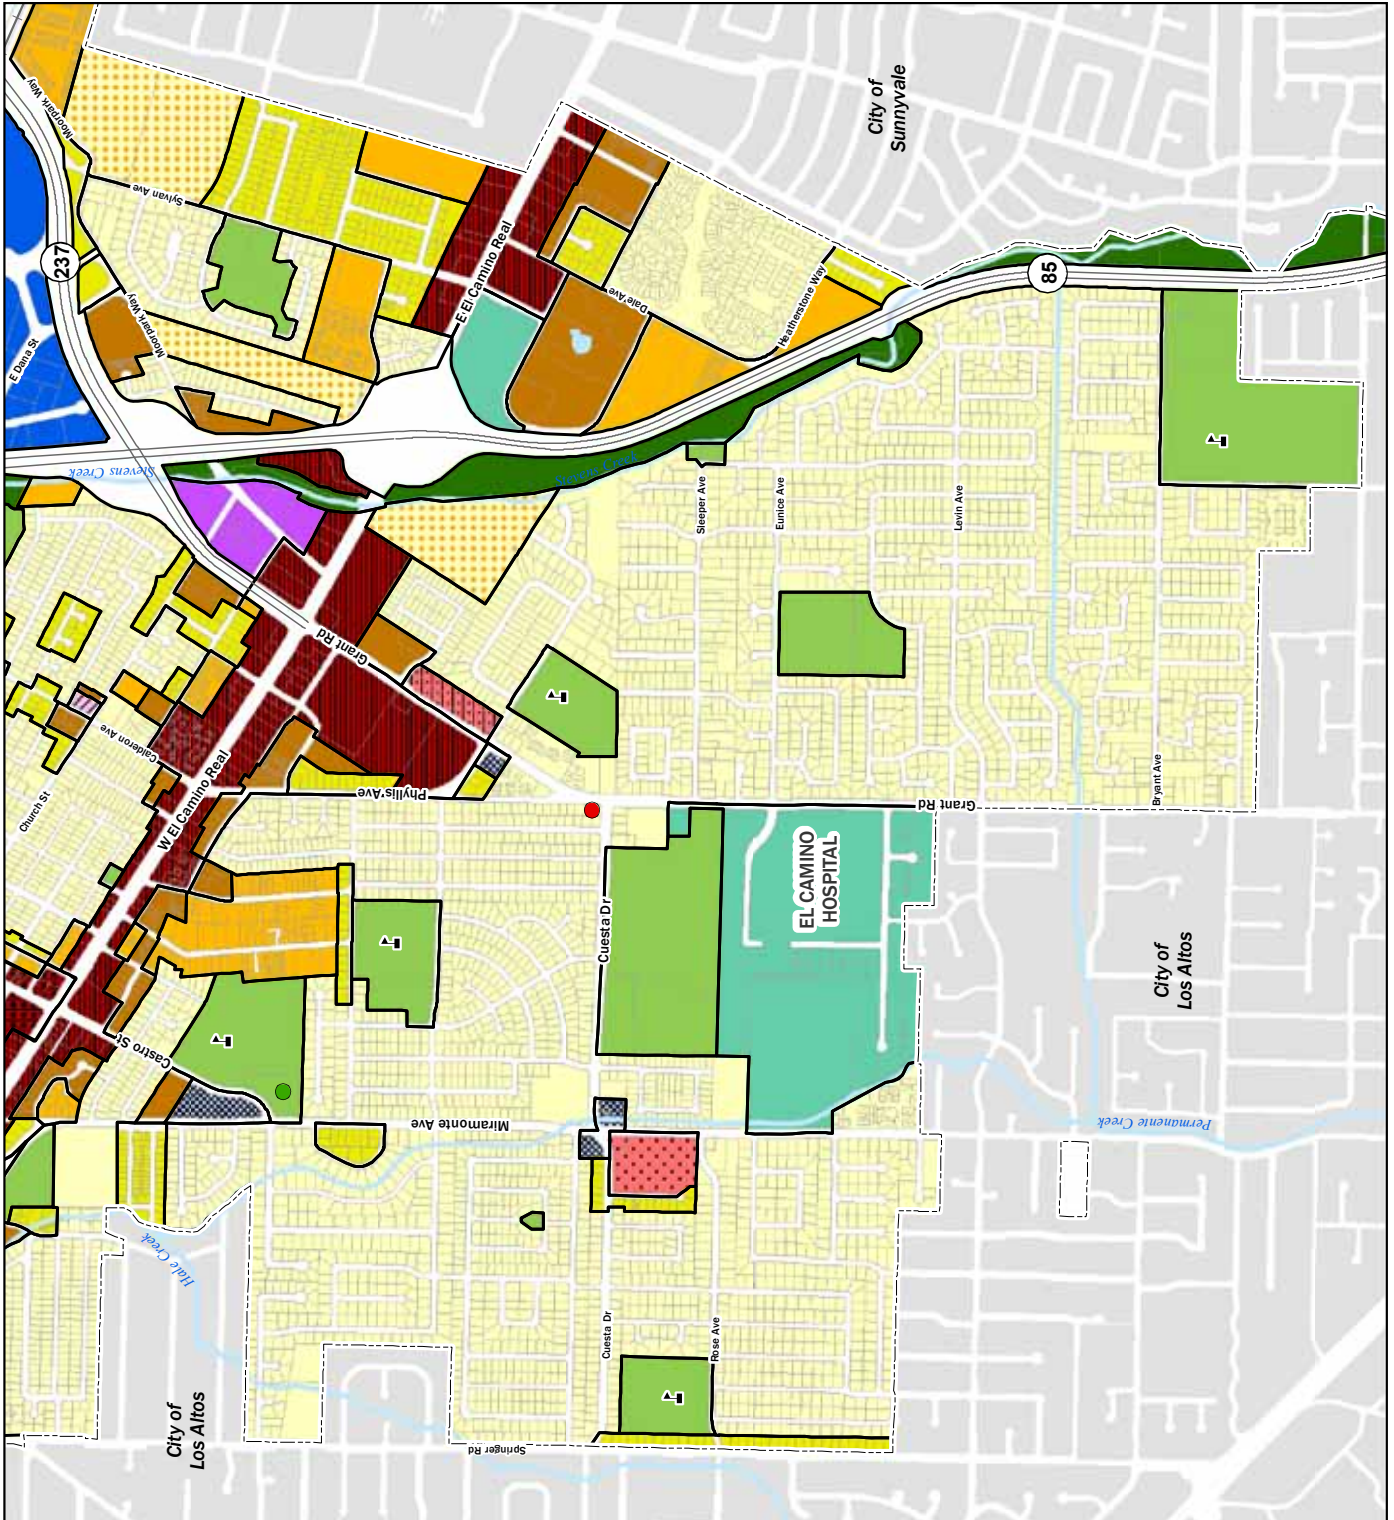 Moorpark Way
237
E Dana St
Moorpark Way
Sylvan Ave
E El Camino Real
Dale Ave
Heatherstone Way
City of
Sunnyvale
85
Stevens Creek
Stevens Creek
Sleeper Ave
Eunice Ave
Levin Ave
Grant Rd
Calderon Ave
Church St
W El Camino Real
Phyllis Ave
Bryant Ave
Grant Rd
EL CAMINO
HOSPITAL
Cuesta Dr
Castro St
Miramonte Ave
City of
Los Altos
Permanente Creek
Hale Creek
Cuesta Dr
Rose Ave
Springer Rd
City of
Los Altos